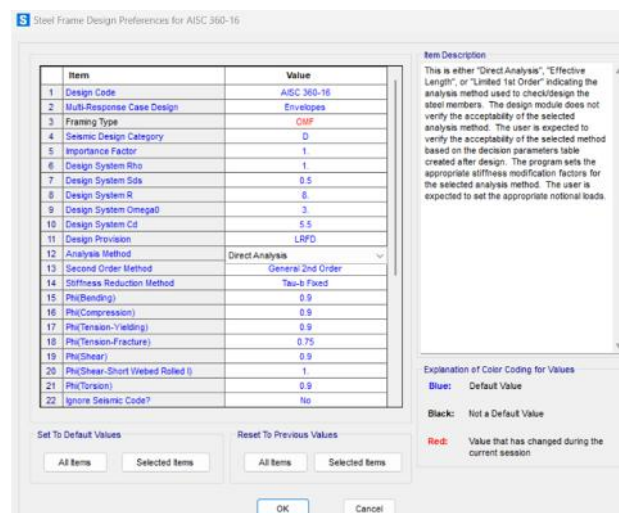 S Steel Frame Design Preferences for AISC 360-16
Item Value
1 Design Code AISC 360-16
2 Multi-Response Case Design Envelopes
3 Framing Type OMF
4 Seismic Design Category D
5 Importance Factor 1.
6 Design System Rho 1.
7 Design System Sds 0.5
8 Design System R 8.
9 Design System Omega0 3.
10 Design System Cd 5.5
11 Design Provision LRFD
12 Analysis Method Direct Analysis
13 Second Order Method General 2nd Order
14 Stiffness Reduction Method Tau-b Fixed
15 Phi(Bending) 0.9
16 Phi(Compression) 0.9
17 Phi(Tension-Yielding) 0.9
18 Phi(Tension-Fracture) 0.75
19 Phi(Shear) 0.9
20 Phi(Shear-Short Webed Rolled I) 1.
21 Phi(Torsion) 0.9
22 Ignore Seismic Code? No
Set To Default Values
All Items Selected Items
Reset To Previous Values
All Items Selected Items
Item Description
This is either "Direct Analysis", "Effective
Length", or "Limited 1st Order" indicating the
analysis method used to check/design the
steel members. The design module does not
verify the acceptability of the selected
analysis method. The user is expected to
verify the acceptability of the selected method
based on the decision parameters table
created after design. The program sets the
appropriate stiffness modification factors for
the selected analysis method. The user is
expected to set the appropriate notional loads.
Explanation of Color Coding for Values
Blue: Default Value
Black: Not a Default Value
Red: Value that has changed during the
current session
OK Cancel